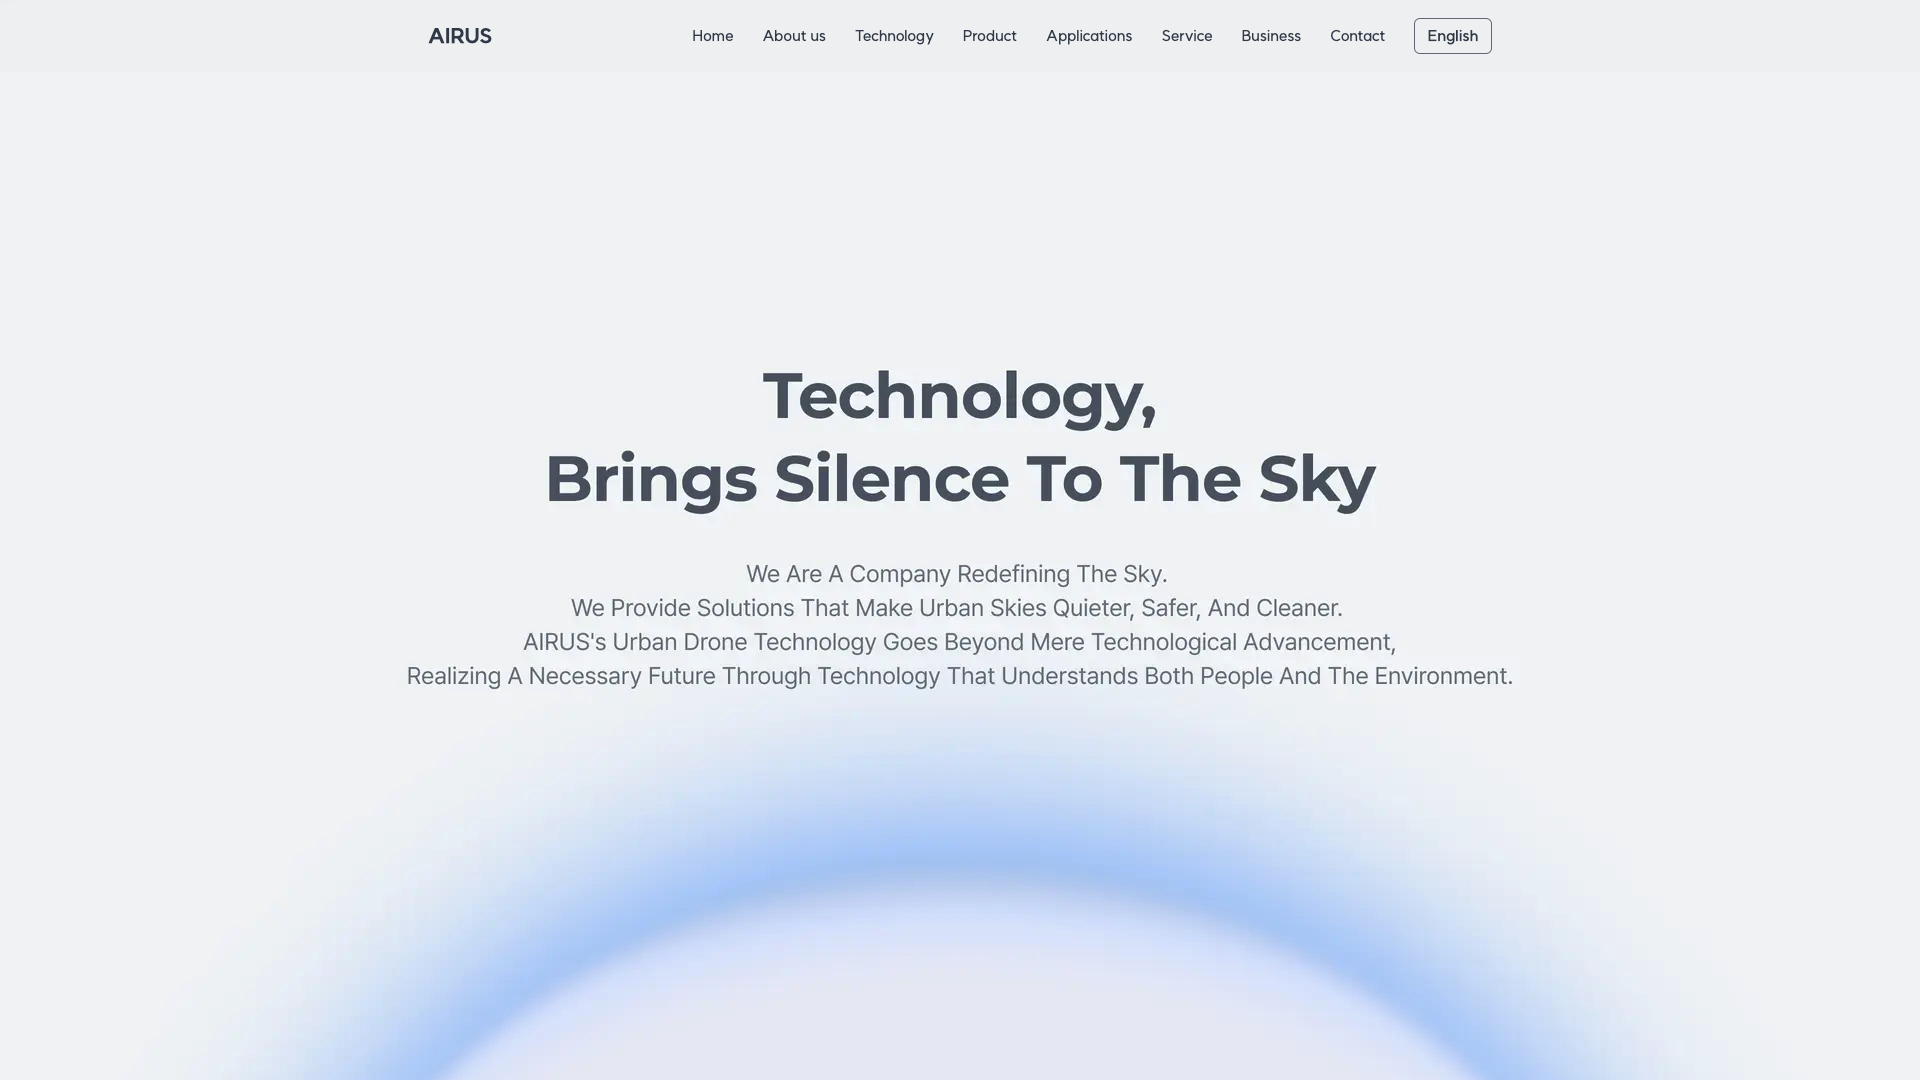 AIRUS
Home About us Technology Product Applications Service Business Contact English
Technology,
Brings Silence To The Sky
We Are A Company Redefining The Sky.
We Provide Solutions That Make Urban Skies Quieter, Safer, And Cleaner.
AIRUS's Urban Drone Technology Goes Beyond Mere Technological Advancement,
Realizing A Necessary Future Through Technology That Understands Both People And The Environment.